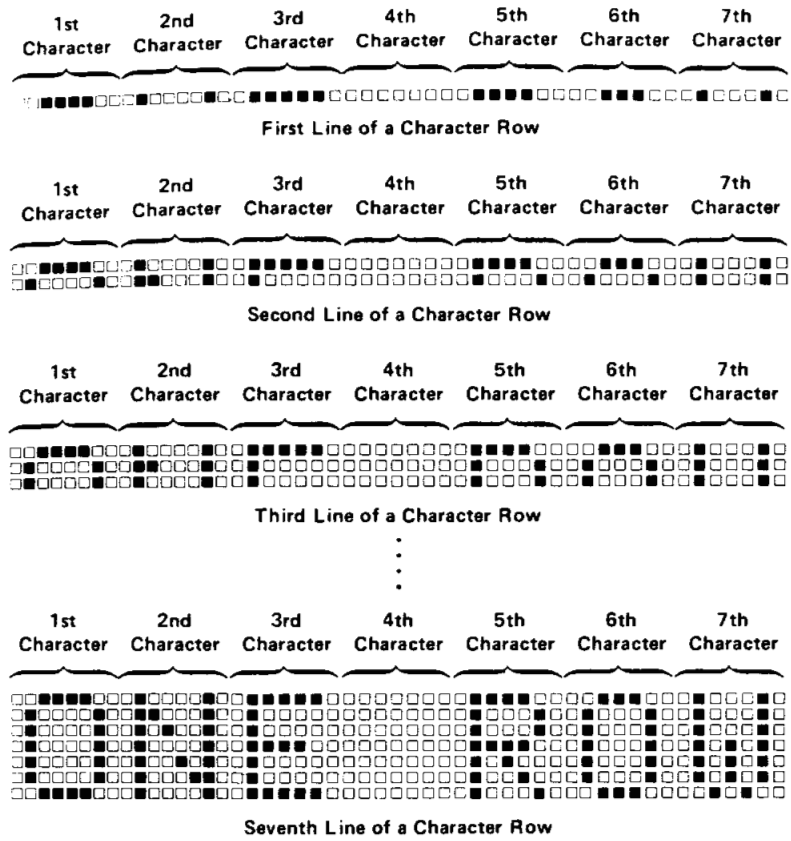 1st Character 2nd Character 3rd Character 4th Character 5th Character 6th Character 7th Character
First Line of a Character Row
1st Character 2nd Character 3rd Character 4th Character 5th Character 6th Character 7th Character
Second Line of a Character Row
1st Character 2nd Character 3rd Character 4th Character 5th Character 6th Character 7th Character
Third Line of a Character Row
1st Character 2nd Character 3rd Character 4th Character 5th Character 6th Character 7th Character
ONE ROW
Seventh Line of a Character Row